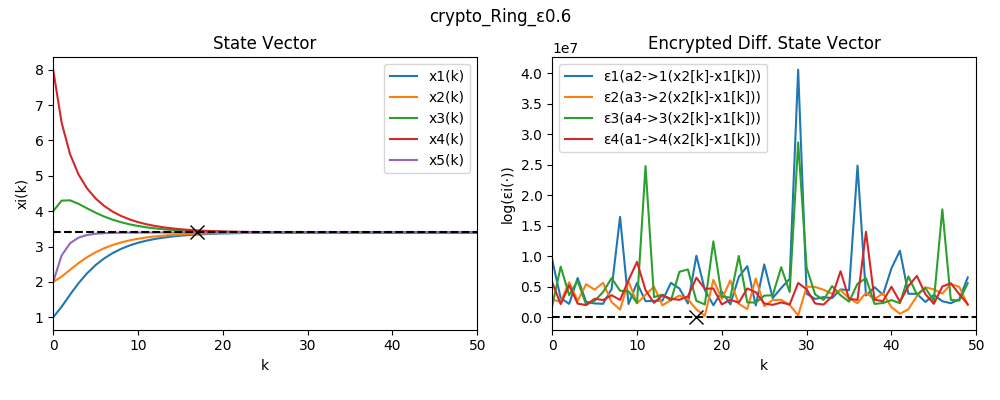 crypto_Ring_ε0.6
State Vector
8
7
6
5
4
3
2
1
xi(k)
0
10
20
30
40
50
k
x1(k)
x2(k)
x3(k)
x4(k)
x5(k)
Encrypted Diff. State Vector
1e7
4.0
3.5
3.0
2.5
2.0
1.5
1.0
0.5
0.0
log(εi(·))
0
10
20
30
40
50
k
ε1(a2->1(x2[k]-x1[k]))
ε2(a3->2(x2[k]-x1[k]))
ε3(a4->3(x2[k]-x1[k]))
ε4(a1->4(x2[k]-x1[k]))